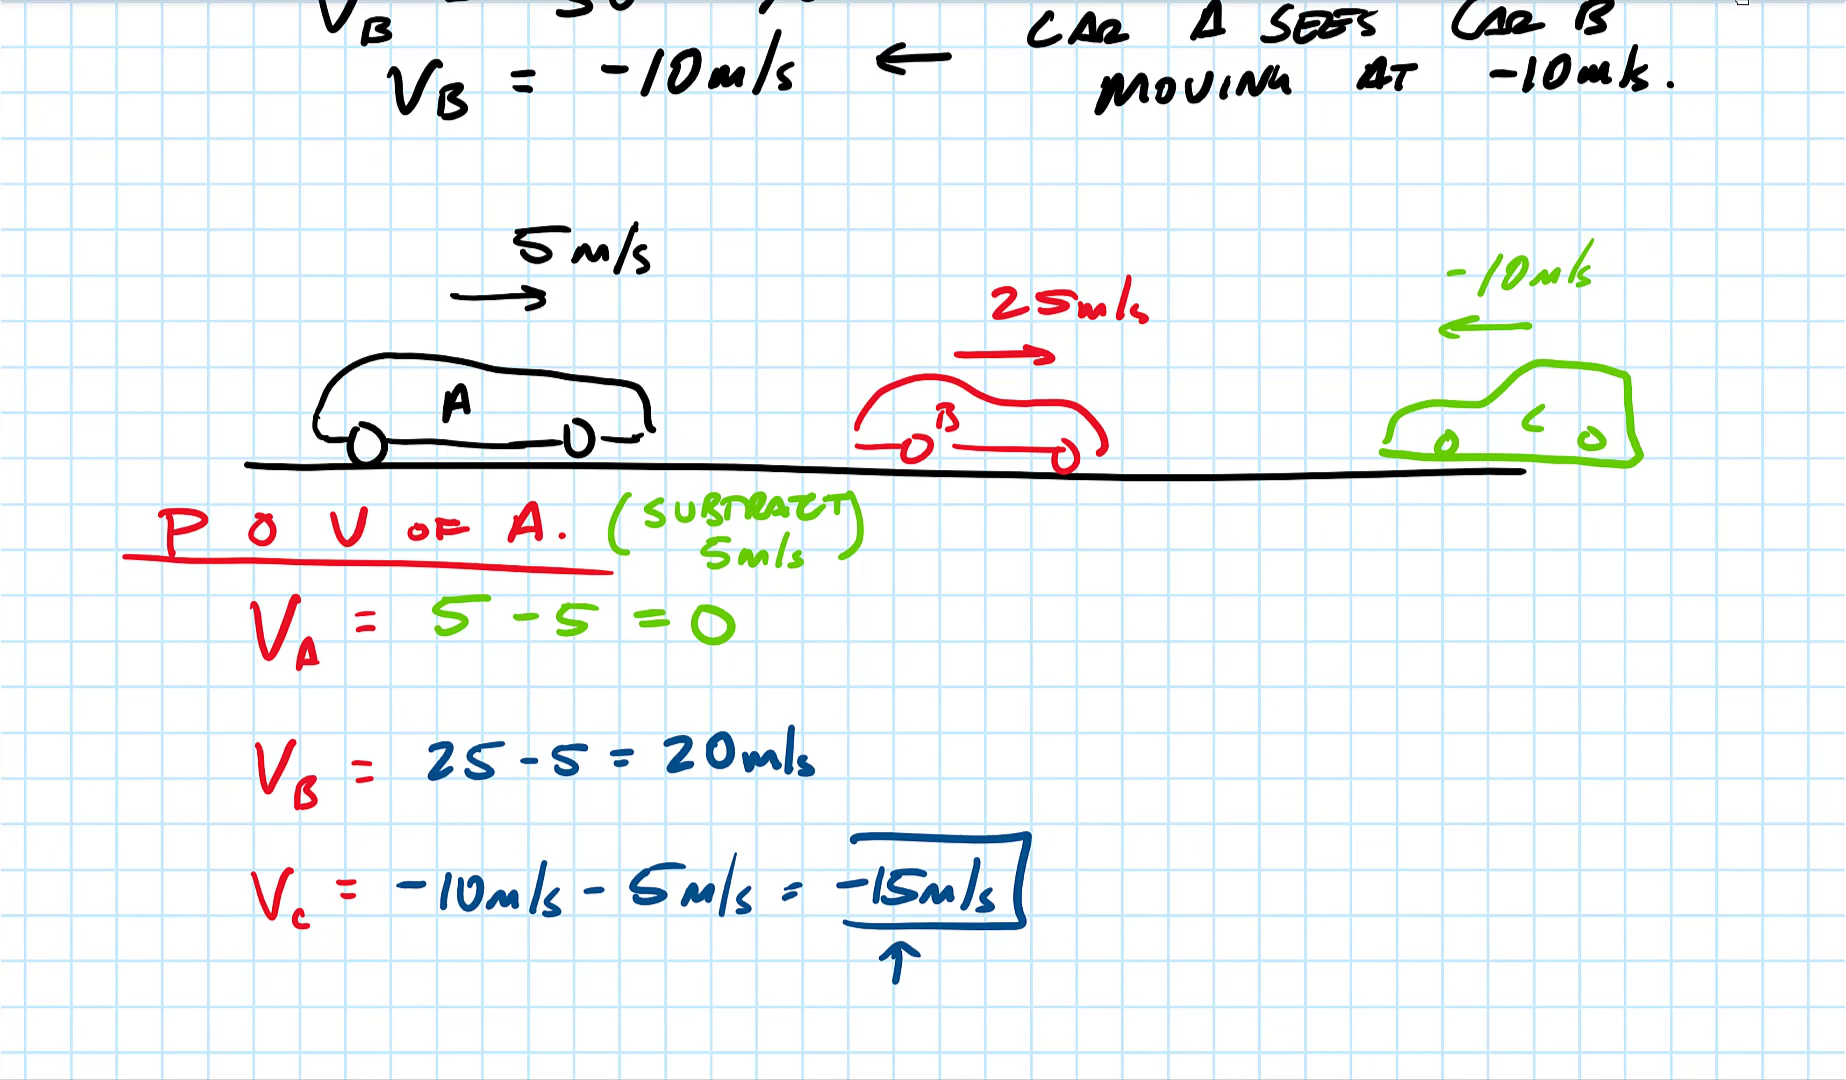 V_B
CAR A SEES CAR B
V_B = -10m/s ← MOVING AT -10m/s.
5m/s
→
-10m/s
←
25m/s
→
A
B
C
P O V OF A. (SUBTRACT
5m/s)
V_A = 5 - 5 = 0
V_B = 25 - 5 = 20m/s
V_C = -10m/s - 5m/s = -15m/s
↑